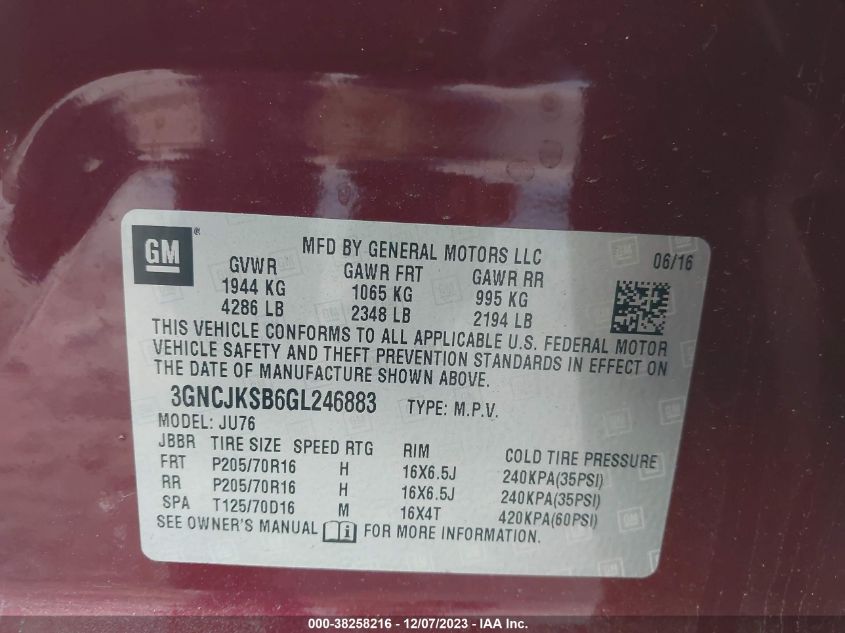 GM ®
MFD BY GENERAL MOTORS LLC
06/16
GVWR GAWR FRT GAWR RR
1944 KG 1065 KG 995 KG
4286 LB 2348 LB 2194 LB
THIS VEHICLE CONFORMS TO ALL APPLICABLE U.S. FEDERAL MOTOR
VEHICLE SAFETY AND THEFT PREVENTION STANDARDS IN EFFECT ON
THE DATE OF MANUFACTURE SHOWN ABOVE.
3GNCJKSB6GL246883 TYPE: M.P.V.
MODEL: JU76
JBBR TIRE SIZE SPEED RTG RIM COLD TIRE PRESSURE
FRT P205/70R16 H 16X6.5J 240KPA(35PSI)
RR P205/70R16 H 16X6.5J 240KPA(35PSI)
SPA T125/70D16 M 16X4T 420KPA(60PSI)
SEE OWNER'S MANUAL FOR MORE INFORMATION.
000-38258216 - 12/07/2023 - IAA Inc.